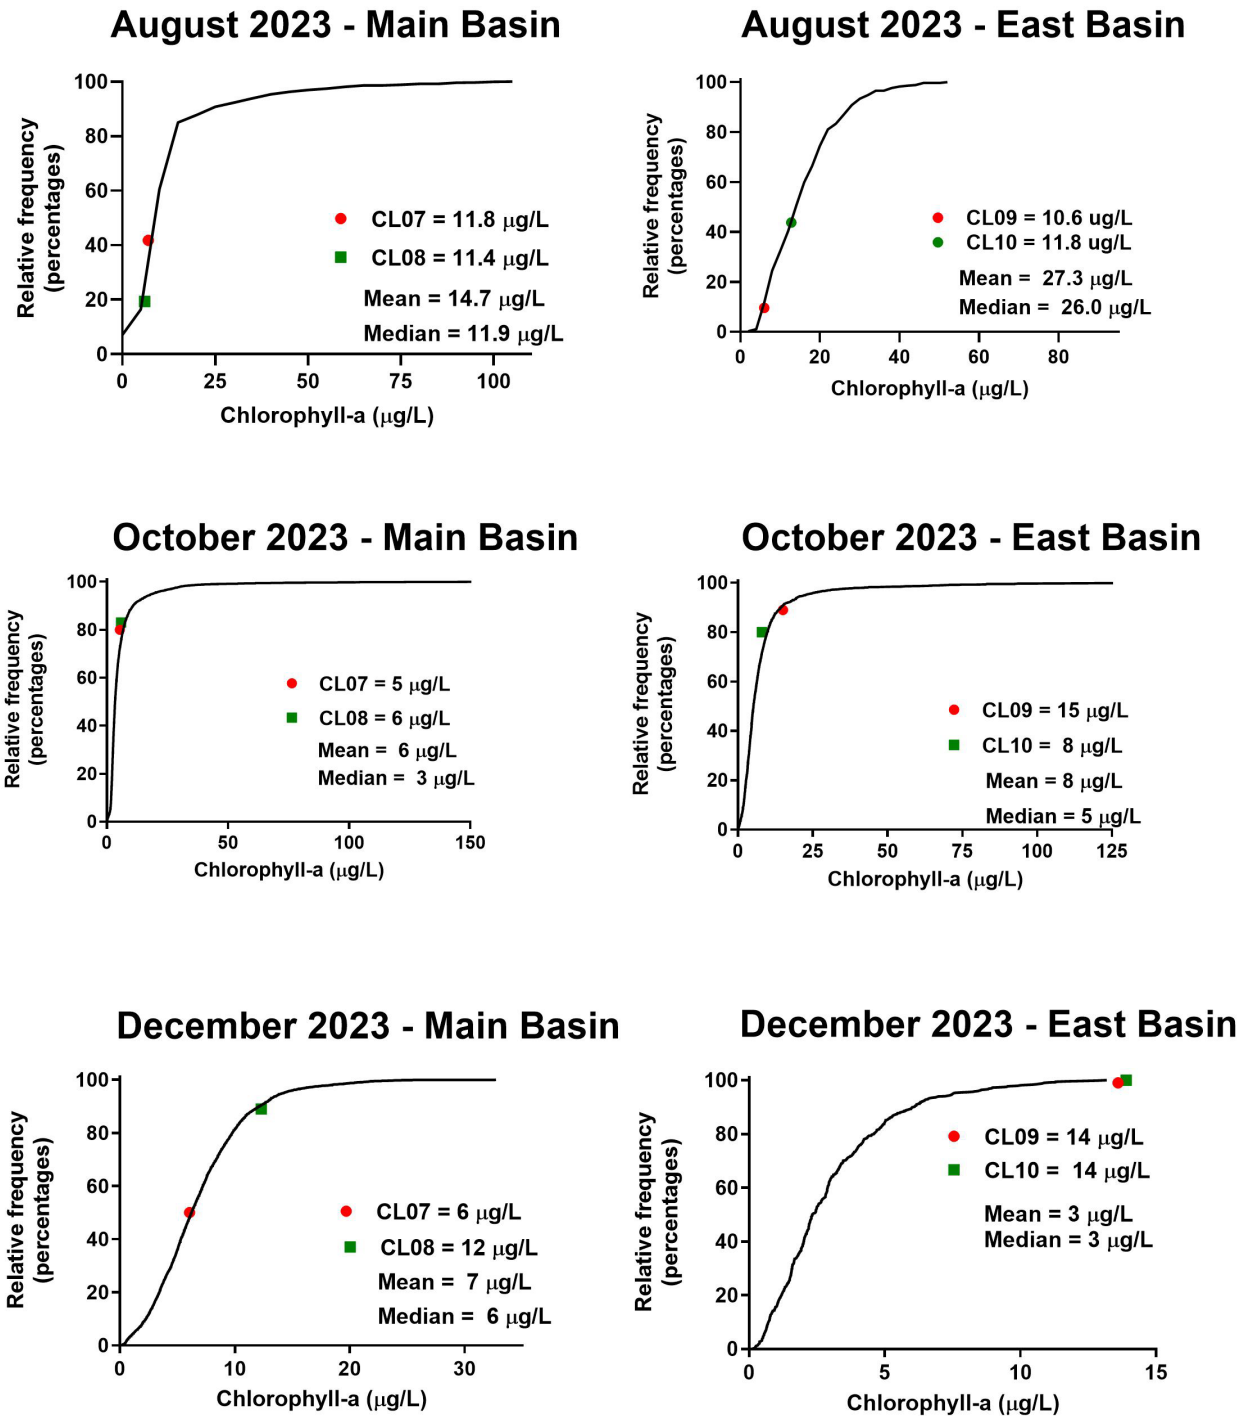 August 2023 - Main Basin
Relative frequency
(percentages)
100
80
60
40
20
0
0 25 50 75 100
Chlorophyll-a (μg/L)
CL07 = 11.8 μg/L
CL08 = 11.4 μg/L
Mean = 14.7 μg/L
Median = 11.9 μg/L
August 2023 - East Basin
Relative frequency
(percentages)
100
80
60
40
20
0
0 20 40 60 80
Chlorophyll-a (μg/L)
CL09 = 10.6 ug/L
CL10 = 11.8 ug/L
Mean = 27.3 μg/L
Median = 26.0 μg/L
October 2023 - Main Basin
Relative frequency
(percentages)
100
80
60
40
20
0
0 50 100 150
Chlorophyll-a (μg/L)
CL07 = 5 μg/L
CL08 = 6 μg/L
Mean = 6 μg/L
Median = 3 μg/L
October 2023 - East Basin
Relative frequency
(percentages)
100
80
60
40
20
0
0 25 50 75 100 125
Chlorophyll-a (μg/L)
CL09 = 15 μg/L
CL10 = 8 μg/L
Mean = 8 μg/L
Median = 5 μg/L
December 2023 - Main Basin
Relative frequency
(percentages)
100
80
60
40
20
0
0 10 20 30
Chlorophyll-a (μg/L)
CL07 = 6 μg/L
CL08 = 12 μg/L
Mean = 7 μg/L
Median = 6 μg/L
December 2023 - East Basin
Relative frequency
(percentages)
100
80
60
40
20
0
0 5 10 15
Chlorophyll-a (μg/L)
CL09 = 14 μg/L
CL10 = 14 μg/L
Mean = 3 μg/L
Median = 3 μg/L